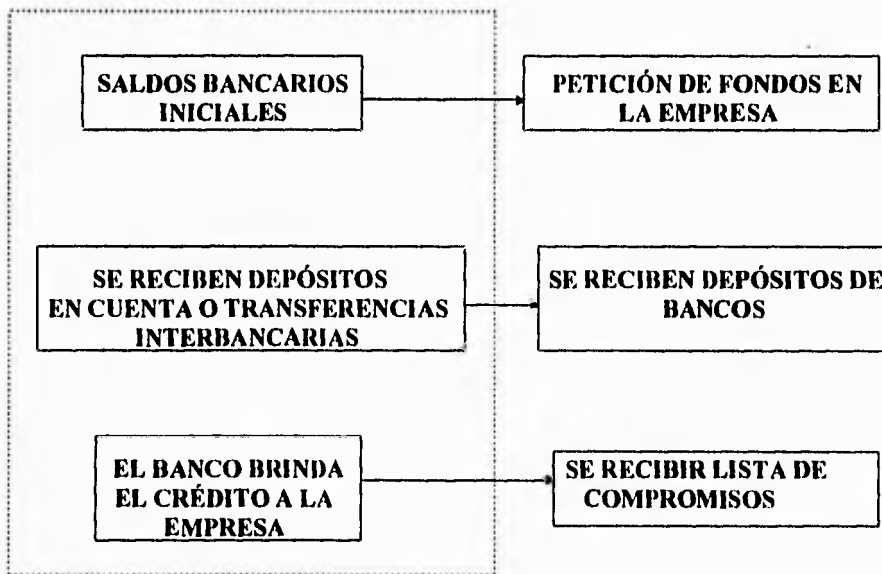 SALDOS BANCARIOS
INICIALES
PETICIÓN DE FONDOS EN
LA EMPRESA
SE RECIBEN DEPÓSITOS
EN CUENTA O TRANSFERENCIAS
INTERBANCARIAS
SE RECIBEN DEPÓSITOS DE
BANCOS
EL BANCO BRINDA
EL CRÉDITO A LA
EMPRESA
SE RECIBIR LISTA DE
COMPROMISOS